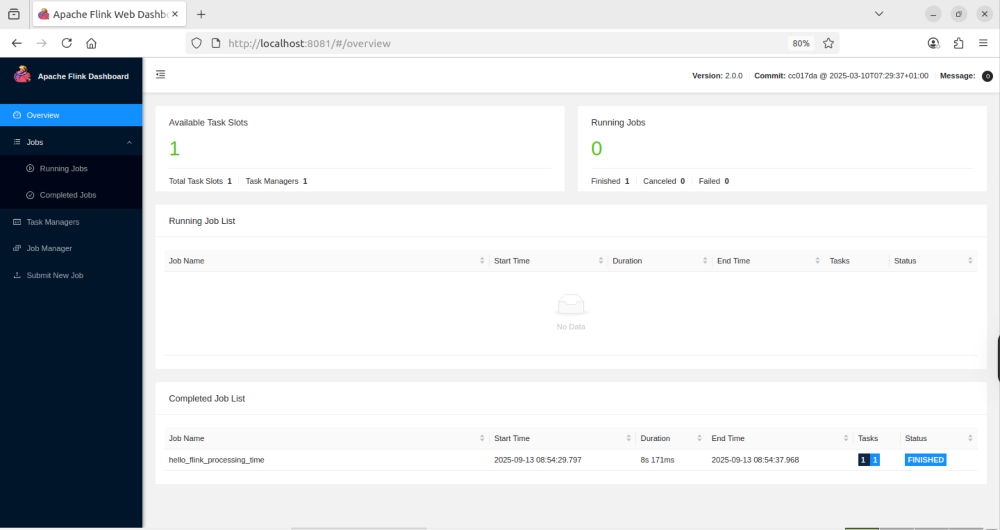 Apache Flink Web Dashb
http://localhost:8081/#/overview
80%
Apache Flink Dashboard
Version: 2.0.0 Commit: cc017da @ 2025-03-10T07:29:37+01:00 Message: 0
Overview
Jobs
Running Jobs
Completed Jobs
Task Managers
Job Manager
Submit New Job
Available Task Slots
1
Total Task Slots 1 Task Managers 1
Running Jobs
0
Finished 1 Canceled 0 Failed 0
Running Job List
Job Name Start Time Duration End Time Tasks Status
No Data
Completed Job List
Job Name Start Time Duration End Time Tasks Status
hello_flink_processing_time 2025-09-13 08:54:29.797 8s 171ms 2025-09-13 08:54:37.968 1 1 FINISHED